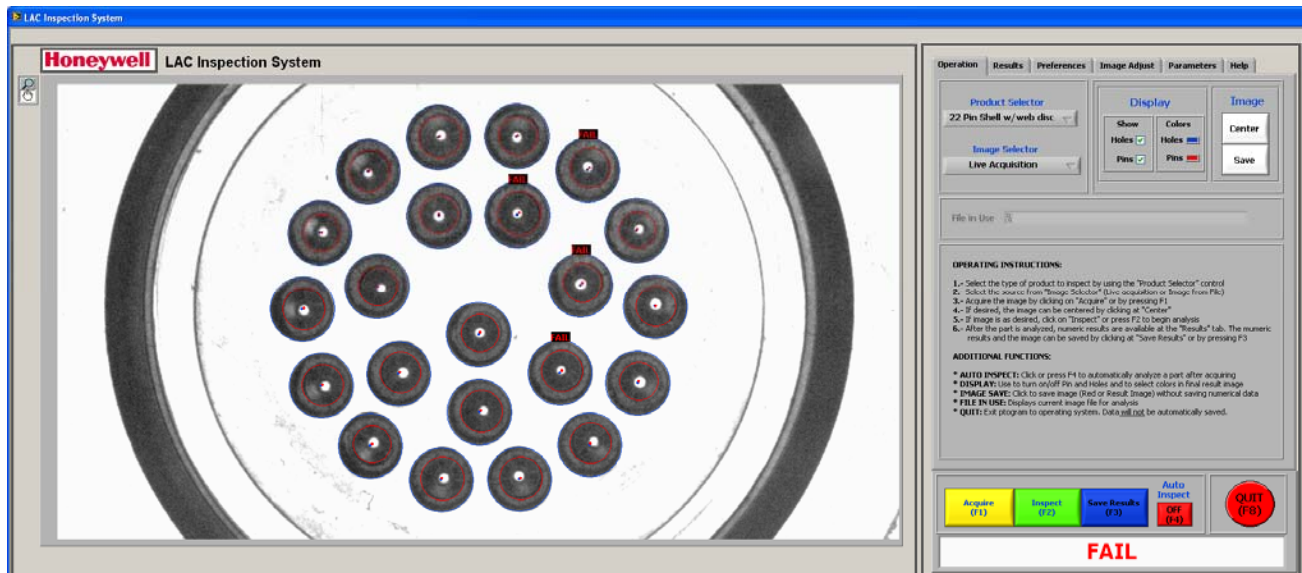 LAC Inspection System
Honeywell LAC Inspection System
FAIL
FAIL
FAIL
FAIL
Operation Results Preferences Image Adjust Parameters Help
Product Selector
22 Pin Shell w/web disc
Image Selector
Live Acquisition
Display
Show Colors
Holes Holes
Pins Pins
Image
Center
Save
File in Use
OPERATING INSTRUCTIONS:
1.- Select the type of product to inspect by using the "Product Selector" control
2. Select the source from "Image Selector" (Live acquisition or Image from File)
3.- Acquire the image by clicking on "Acquire" or by pressing F1
4.- If desired, the image can be centered by clicking at "Center"
5.- If image is as desired, click on "Inspect" or press F2 to begin analysis
6.- After the part is analyzed, numeric results are available at the "Results" tab. The numeric
results and the image can be saved by clicking at "Save Results" or by pressing F3
ADDITIONAL FUNCTIONS:
* AUTO INSPECT: Click or press F4 to automatically analyze a part after acquiring
* DISPLAY: Use to turn on/off Pin and Holes and to select colors in final result image
* IMAGE SAVE: Click to save image (Red or Result Image) without saving numerical data
* FILE IN USE: Displays current image file for analysis
* QUIT: Exit program to operating system. Data will not be automatically saved.
Acquire
(F1)
Inspect
(F2)
Save Results
(F3)
Auto
Inspect
OFF
(F4)
QUIT
(F8)
FAIL